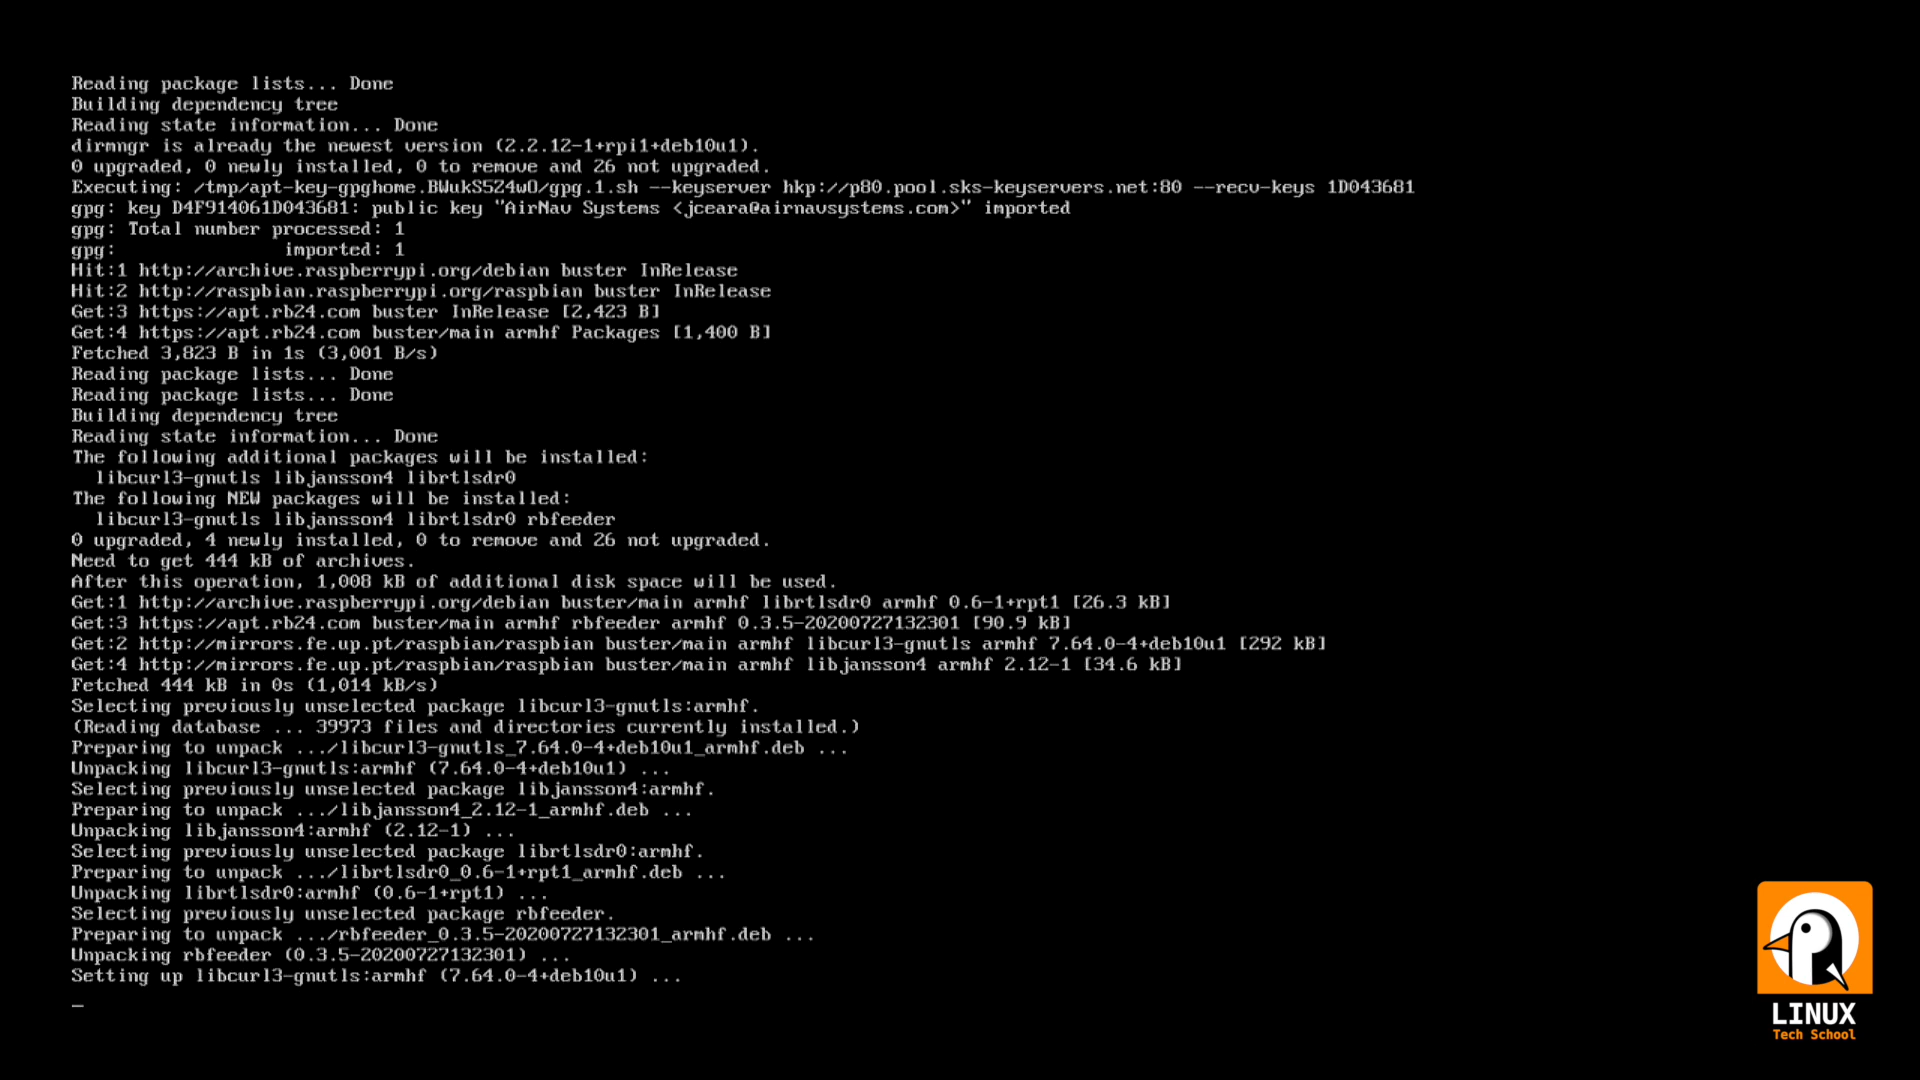 Reading package lists... Done
Building dependency tree
Reading state information... Done
dirmngr is already the newest version (2.2.12-1+rpi1+deb10u1).
0 upgraded, 0 newly installed, 0 to remove and 26 not upgraded.
Executing: /tmp/apt-key-gpghome.BWukS5Z4wO/gpg.1.sh --keyserver hkp://p80.pool.sks-keyservers.net:80 --recv-keys 1D043681
gpg: key D4F914061D043681: public key "AirNav Systems <jceara@airnavsystems.com>" imported
gpg: Total number processed: 1
gpg:               imported: 1
Hit:1 http://archive.raspberrypi.org/debian buster InRelease
Hit:2 http://raspbian.raspberrypi.org/raspbian buster InRelease
Get:3 https://apt.rb24.com buster InRelease [2,423 B]
Get:4 https://apt.rb24.com buster/main armhf Packages [1,400 B]
Fetched 3,823 B in 1s (3,001 B/s)
Reading package lists... Done
Reading package lists... Done
Building dependency tree
Reading state information... Done
The following additional packages will be installed:
  libcurl3-gnutls libjansson4 librtlsdr0
The following NEW packages will be installed:
  libcurl3-gnutls libjansson4 librtlsdr0 rbfeeder
0 upgraded, 4 newly installed, 0 to remove and 26 not upgraded.
Need to get 444 kB of archives.
After this operation, 1,008 kB of additional disk space will be used.
Get:1 http://archive.raspberrypi.org/debian buster/main armhf librtlsdr0 armhf 0.6-1+rpt1 [26.3 kB]
Get:3 https://apt.rb24.com buster/main armhf rbfeeder armhf 0.3.5-20200727132301 [90.9 kB]
Get:2 http://mirrors.fe.up.pt/raspbian/raspbian buster/main armhf libcurl3-gnutls armhf 7.64.0-4+deb10u1 [292 kB]
Get:4 http://mirrors.fe.up.pt/raspbian/raspbian buster/main armhf libjansson4 armhf 2.12-1 [34.6 kB]
Fetched 444 kB in 0s (1,014 kB/s)
Selecting previously unselected package libcurl3-gnutls:armhf.
(Reading database ... 39973 files and directories currently installed.)
Preparing to unpack .../libcurl3-gnutls_7.64.0-4+deb10u1_armhf.deb ...
Unpacking libcurl3-gnutls:armhf (7.64.0-4+deb10u1) ...
Selecting previously unselected package libjansson4:armhf.
Preparing to unpack .../libjansson4_2.12-1_armhf.deb ...
Unpacking libjansson4:armhf (2.12-1) ...
Selecting previously unselected package librtlsdr0:armhf.
Preparing to unpack .../librtlsdr0_0.6-1+rpt1_armhf.deb ...
Unpacking librtlsdr0:armhf (0.6-1+rpt1) ...
Selecting previously unselected package rbfeeder.
Preparing to unpack .../rbfeeder_0.3.5-20200727132301_armhf.deb ...
Unpacking rbfeeder (0.3.5-20200727132301) ...
Setting up libcurl3-gnutls:armhf (7.64.0-4+deb10u1) ...
_
LINUX
Tech School